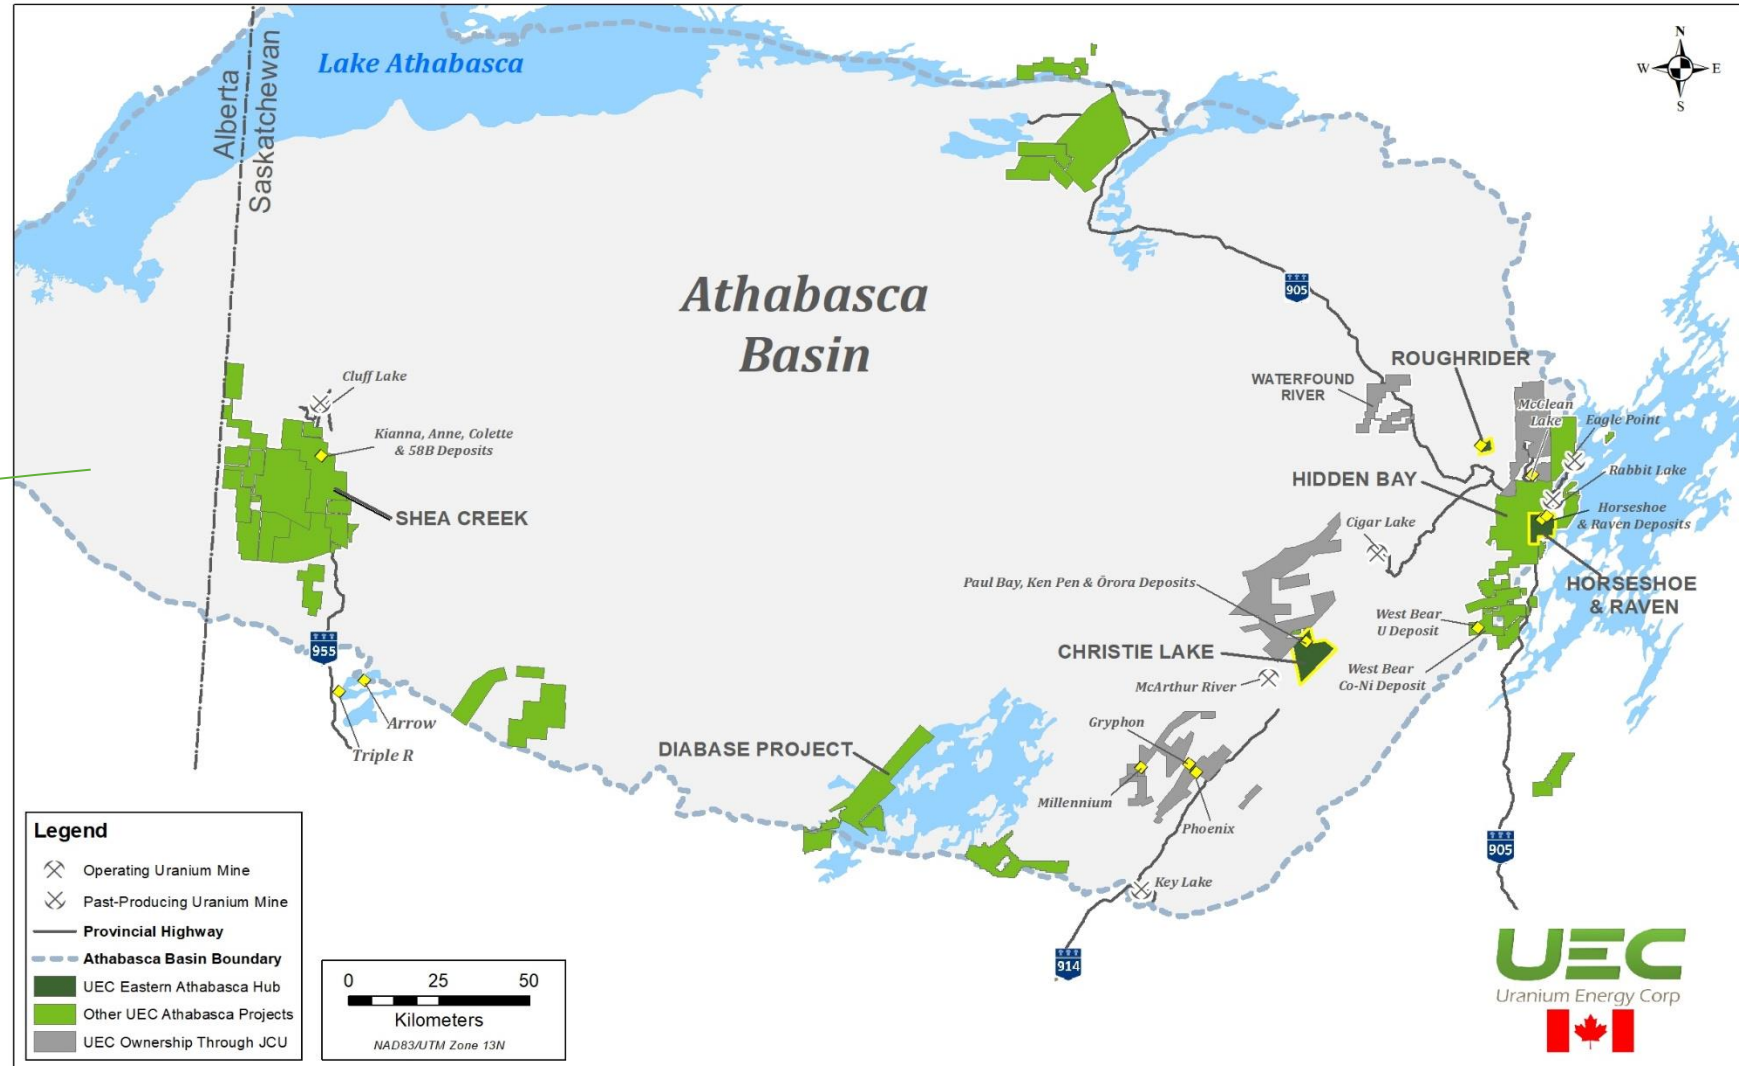 Lake Athabasca
Alberta
Saskatchewan
N
W
E
S
Athabasca
Basin
905
ROUGHRIDER
WATERFOUND
RIVER
McClean
Lake
Eagle Point
Rabbit Lake
HIDDEN BAY
Horseshoe
& Raven Deposits
Cigar Lake
Cluff Lake
Kianna, Anne, Colette
& 58B Deposits
SHEA CREEK
Paul Bay, Ken Pen & Ōrora Deposits
HORSESHOE
& RAVEN
West Bear
U Deposit
CHRISTIE LAKE
West Bear
Co-Ni Deposit
McArthur River
955
Arrow
Triple R
Gryphon
DIABASE PROJECT
Millennium
Phoenix
905
Key Lake
914
Legend
Operating Uranium Mine
Past-Producing Uranium Mine
Provincial Highway
Athabasca Basin Boundary
UEC Eastern Athabasca Hub
Other UEC Athabasca Projects
UEC Ownership Through JCU
0 25 50
Kilometers
NAD83/UTM Zone 13N
UEC
Uranium Energy Corp